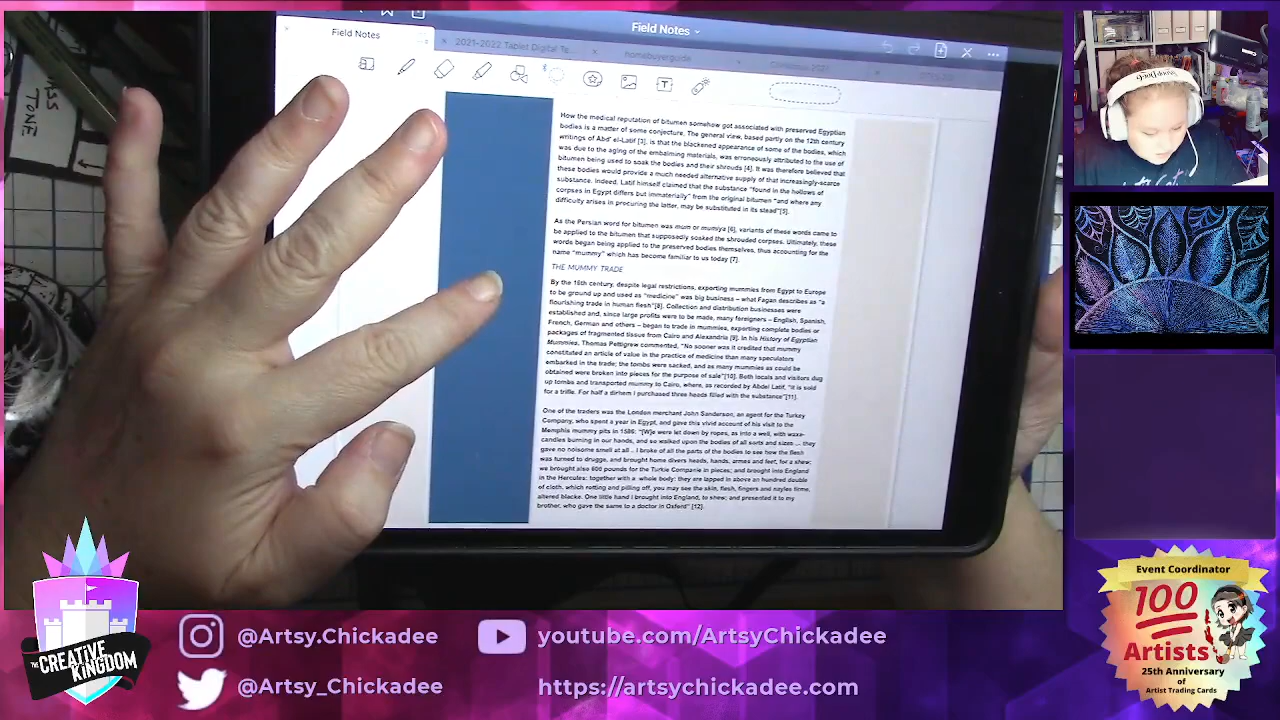 Field Notes
Field Notes
2021-2022 Tablet Digital Te...
homebuyerguide
TONE
How the medical reputation of bitumen somehow got associated with preserved Egyptian
bodies is a matter of some conjecture. The general view, based partly on the 12th century
writings of Abd' el-Latif [3], is that the blackened appearance of some of the bodies, which
was due to the aging of the embalming materials, was erroneously attributed to the use of
bitumen being used to soak the bodies and their shrouds [4]. It was therefore believed that
these bodies would provide a much needed alternative supply of that increasingly-scarce
substance. Indeed, Latif himself claimed that the substance "found in the hollows of
corpses in Egypt differs but immaterially" from the original bitumen "and where any
difficulty arises in procuring the latter, may be substituted in its stead"[5].
As the Persian word for bitumen was mum or mumiya [6], variants of these words came to
be applied to the bitumen that supposedly soaked the shrouded corpses. Ultimately, these
words began being applied to the preserved bodies themselves, thus accounting for the
name "mummy" which has become familiar to us today [7].
THE MUMMY TRADE
By the 16th century, despite legal restrictions, exporting mummies from Egypt to Europe
to be ground up and used as "medicine" was big business – what Fagan describes as "a
flourishing trade in human flesh"[8]. Collection and distribution businesses were
established and, since large profits were to be made, many foreigners – English, Spanish,
French, German and others – began to trade in mummies, exporting complete bodies or
packages of fragmented tissue from Cairo and Alexandria [9]. In his History of Egyptian
Mummies, Thomas Pettigrew commented, "No sooner was it credited that mummy
constituted an article of value in the practice of medicine than many speculators
embarked in the trade; the tombs were sacked, and as many mummies as could be
obtained were broken into pieces for the purpose of sale"[10]. Both locals and visitors dug
up tombs and transported mummy to Cairo, where, as recorded by Abdel Latif, "it is sold
for a trifle. For half a dirhem I purchased three heads filled with the substance"[11].
One of the traders was the London merchant John Sanderson, an agent for the Turkey
Company, who spent a year in Egypt, and gave this vivid account of his visit to the
Memphis mummy pits in 1586: "[W]e were let down by ropes, as into a well, with waxe-
candles burning in our hands, and so walked upon the bodies of all sorts and sizes ... they
gave no noisome smell at all .. I broke of all the parts of the bodies to see how the flesh
was turned to drugge, and brought home divers heads, hands, armes and feet, for a shew;
we brought also 600 pounds for the Turkie Companie in pieces; and brought into England
in the Hercules: together with a whole body: they are lapped in above an hundred double
of cloth, which rotting and pilling off, you may see the skin, flesh, fingers and nayles firme,
altered blacke. One little hand I brought into England, to shew; and presented it to my
brother, who gave the same to a doctor in Oxford" [12].
THE CREATIVE
KINGDOM
@Artsy.Chickadee
youtube.com/ArtsyChickadee
@Artsy_Chickadee
https://artsychickadee.com
Event Coordinator
100
Artists
25th Anniversary
of
Artist Trading Cards